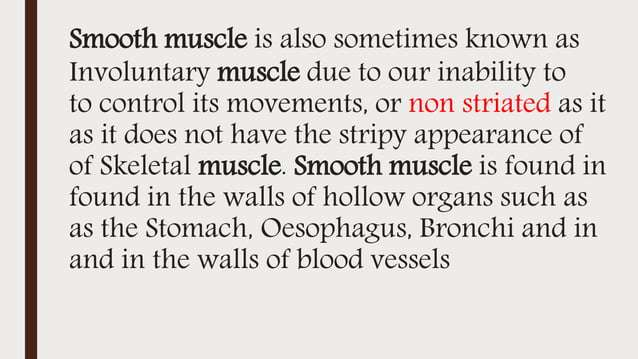 Smooth muscle is also sometimes known as
Involuntary muscle due to our inability to
to control its movements, or non striated as it
as it does not have the stripy appearance of
of Skeletal muscle. Smooth muscle is found in
found in the walls of hollow organs such as
as the Stomach, Oesophagus, Bronchi and in
and in the walls of blood vessels